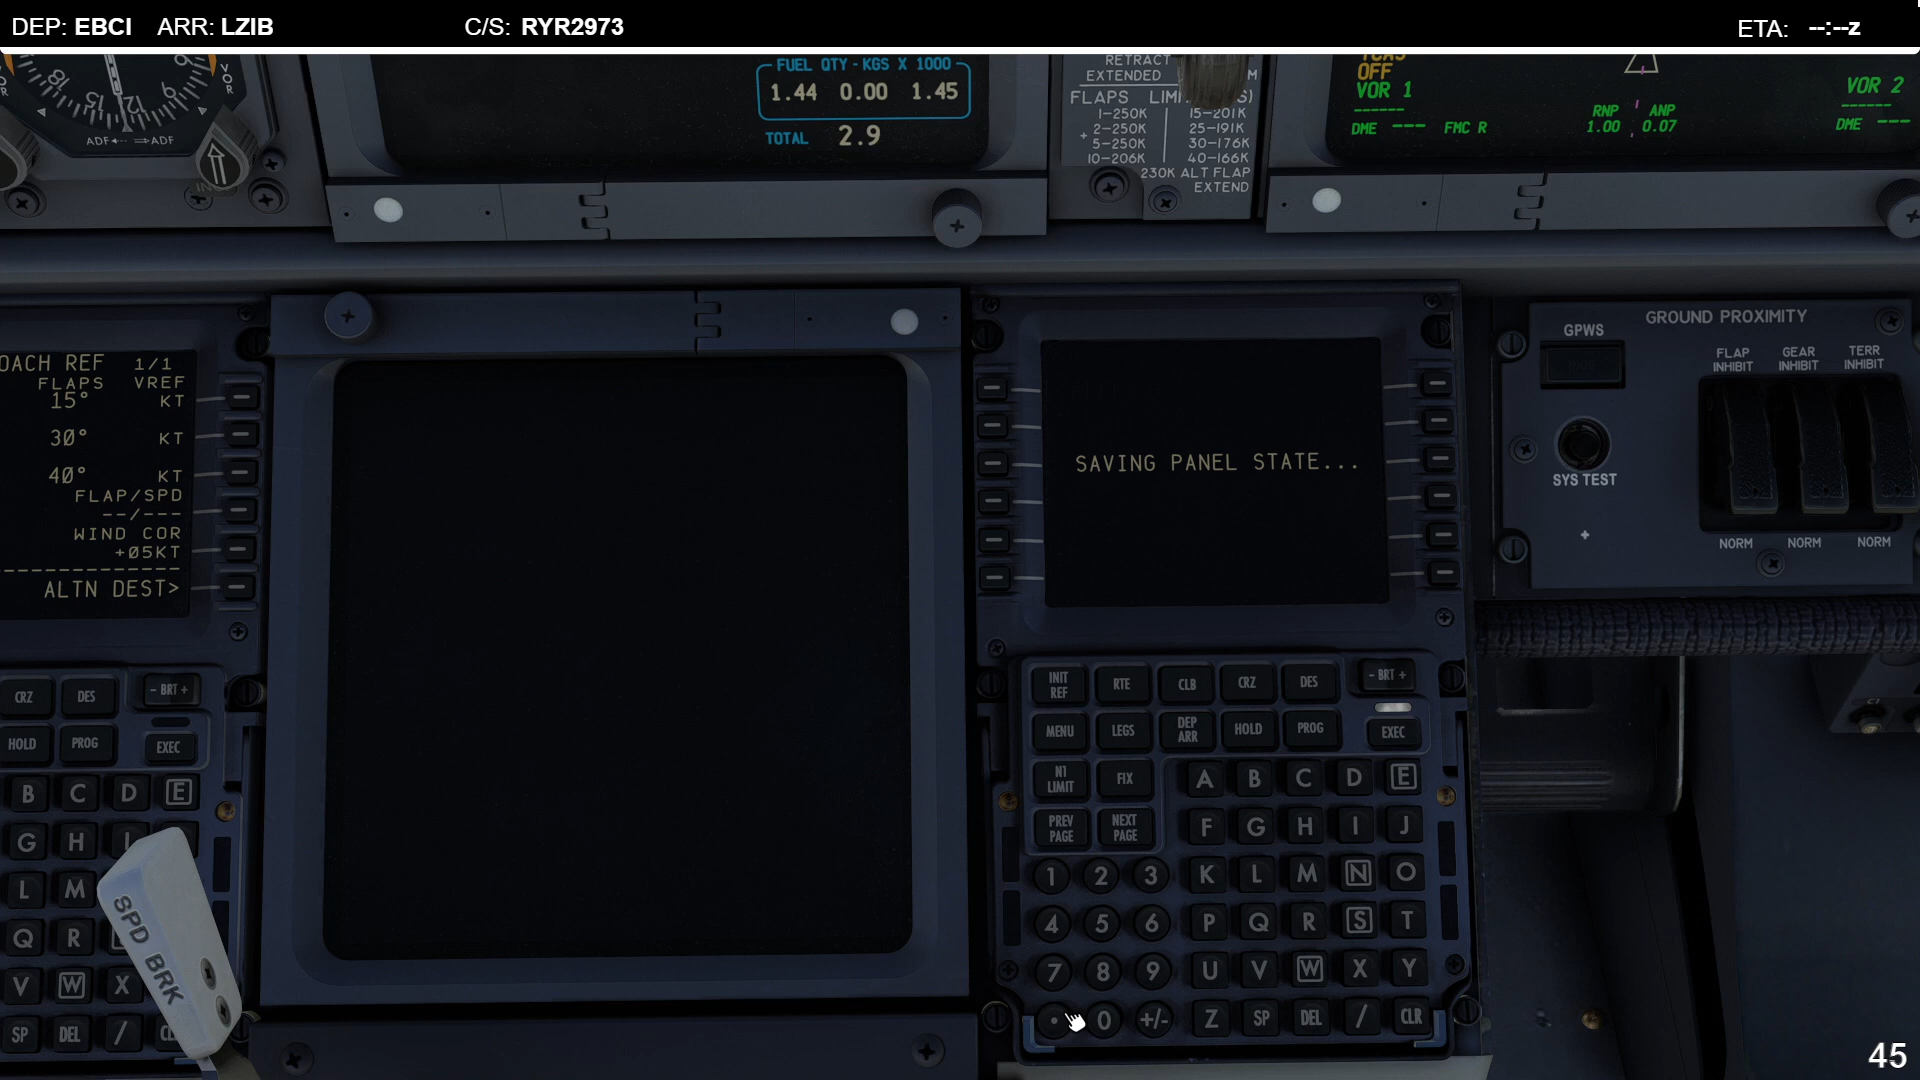 DEP: EBCI ARR: LZIB C/S: RYR2973 ETA: --:--z
VOR
15 12
ADF ADF
FUEL QTY - KGS X 1000
1.44 0.00 1.45
TOTAL 2.9
RETRACT
EXTENDED M
FLAPS
1-250K 15-201K
+ 2-250K 25-191K
5-250K 30-176K
10-206K 40-166K
230K ALT FLAP
EXTEND
OFF
VOR 1
------
DME --- FMC R
RNP ANP
1.00 0.07
VOR 2
------
DME ---
OACH REF 1/1
FLAPS VREF
15° KT
30° KT
40° KT
FLAP/SPD
--/---
WIND COR
+05KT
ALTN DEST>
SAVING PANEL STATE...
GROUND PROXIMITY
GPWS
FLAP INHIBIT
GEAR INHIBIT
TERR INHIBIT
SYS TEST
NORM NORM NORM
CRZ DES - BRT +
HOLD PROG EXEC
B C D E
G H I
L M
Q R
V W X
SP DEL /
SPD BRK
INIT REF RTE CLB CRZ DES - BRT +
MENU LEGS DEP ARR HOLD PROG EXEC
N1 LIMIT FIX A B C D E
PREV PAGE NEXT PAGE F G H I J
1 2 3 K L M N O
4 5 6 P Q R S T
7 8 9 U V W X Y
. 0 +/- Z SP DEL / CLR
45